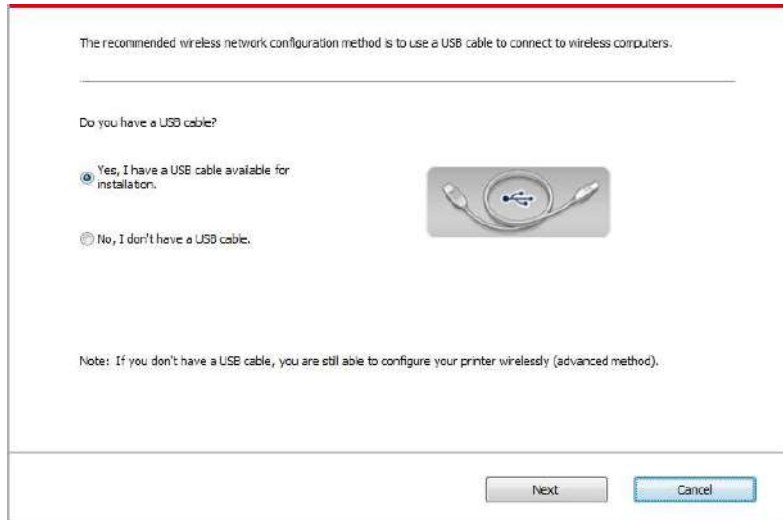 The recommended wireless network configuration method is to use a USB cable to connect to wireless computers.
Do you have a USB cable?
Yes, I have a USB cable available for
installation.
No, I don't have a USB cable.
Note: If you don't have a USB cable, you are still able to configure your printer wirelessly (advanced method).
Next
Cancel